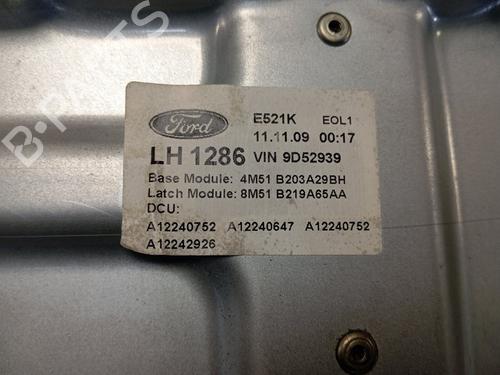 B-PARTS
Ford
E521K EOL1
11.11.09 00:17
LH 1286 VIN 9D52939
Base Module: 4M51 B203A29BH
Latch Module: 8M51 B219A65AA
DCU:
A12240752 A12240647 A12240752
A12242926